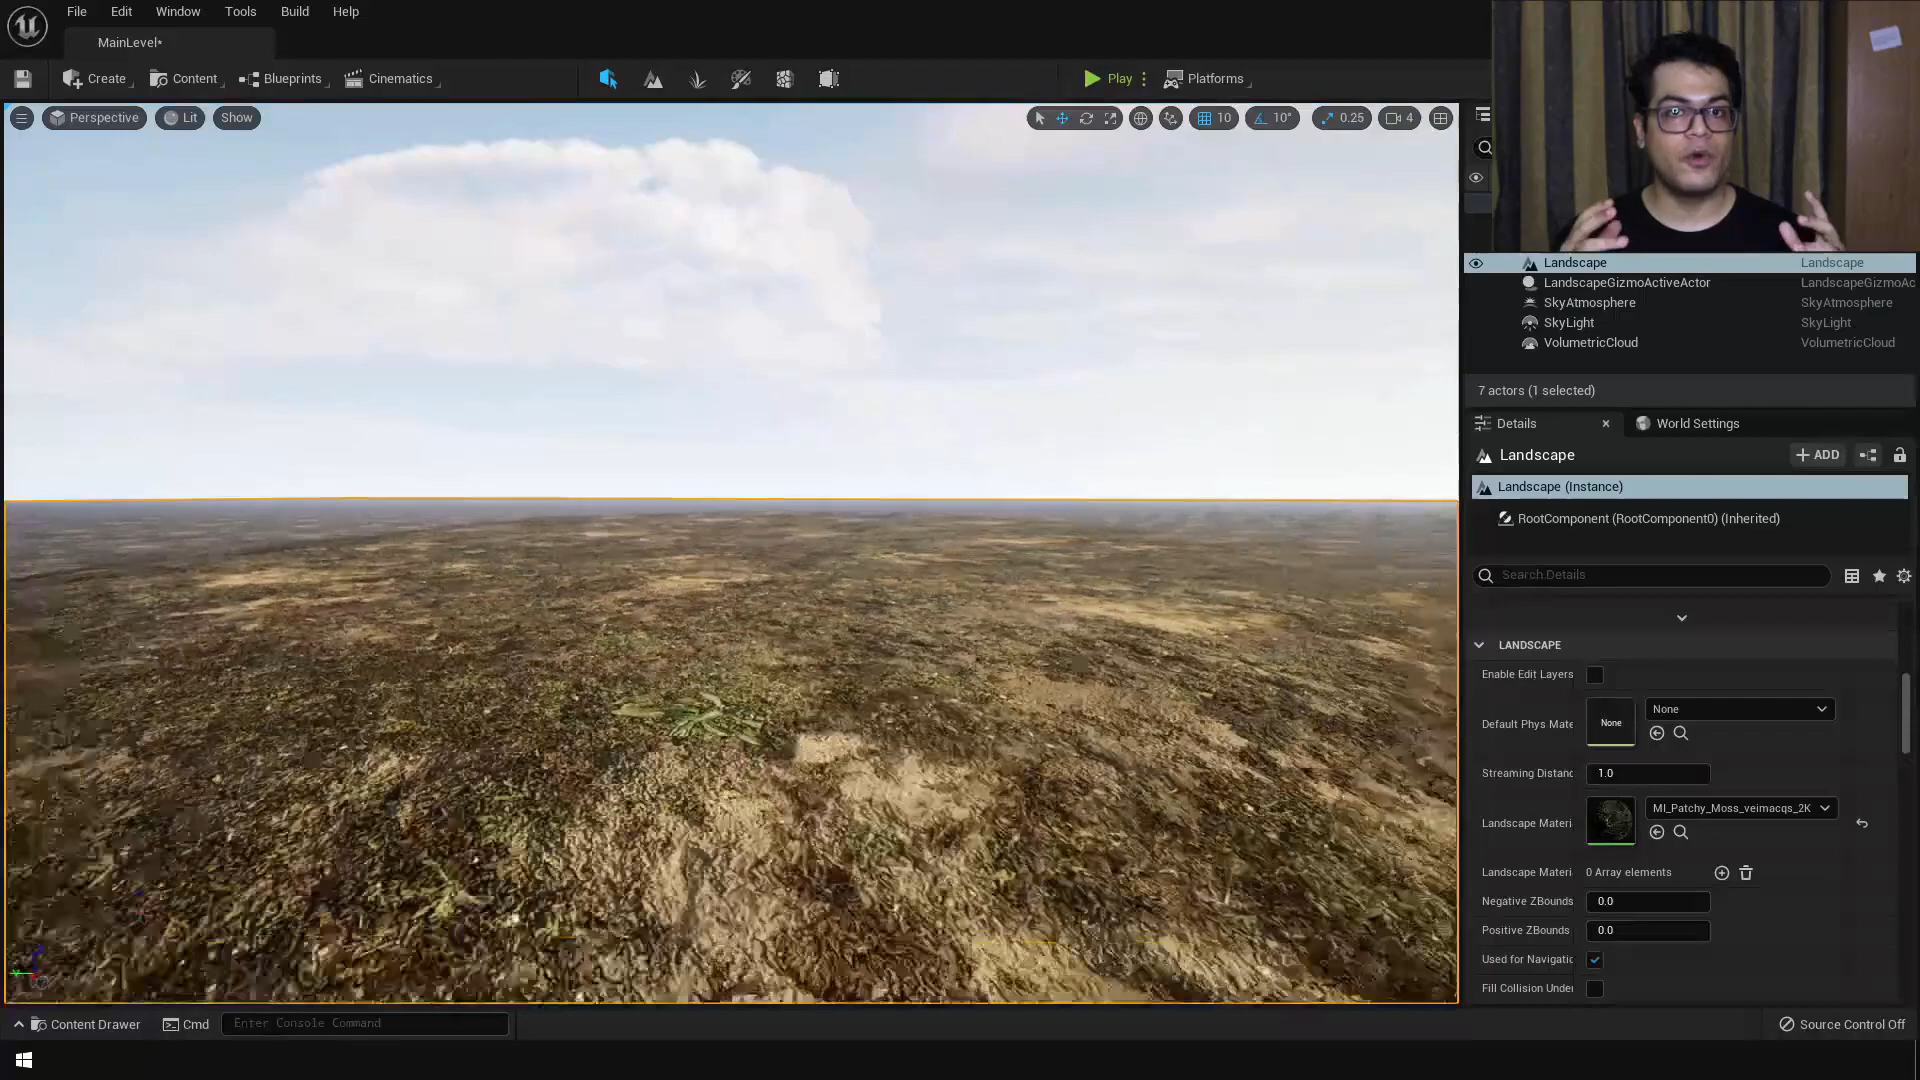 File Edit Window Tools Build Help
MainLevel*
Create Content Blueprints Cinematics Play Platforms
Perspective Lit Show 10 10° 0.25 4
Landscape Landscape
LandscapeGizmoActiveActor LandscapeGizmoAc
SkyAtmosphere SkyAtmosphere
SkyLight SkyLight
VolumetricCloud VolumetricCloud
7 actors (1 selected)
Details World Settings
Landscape ADD
Landscape (Instance)
RootComponent (RootComponent0) (Inherited)
Search Details
LANDSCAPE
Enable Edit Layers
Default Phys Mate None None
Streaming Distanc 1.0
Landscape Materi MI_Patchy_Moss_veimacqs_2K
Landscape Materi 0 Array elements
Negative ZBounds 0.0
Positive ZBounds 0.0
Used for Navigatic
Fill Collision Under
Content Drawer Cmd Enter Console Command Source Control Off